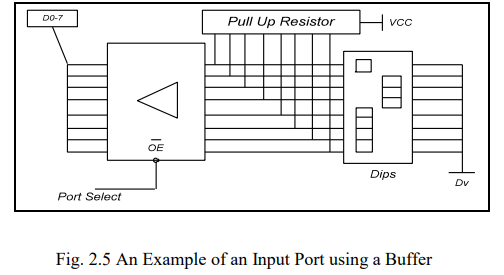 D0-7
Pull Up Resistor
VCC
OE
Dips
Dv
Port Select
Fig. 2.5 An Example of an Input Port using a Buffer